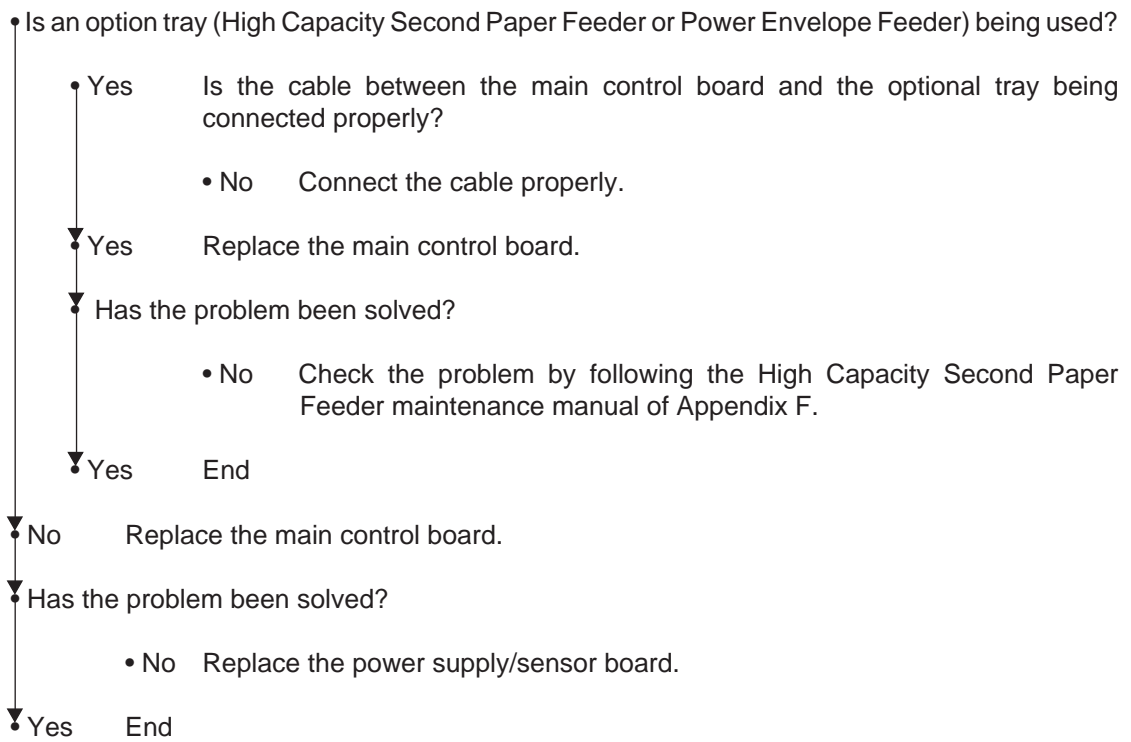 • Is an option tray (High Capacity Second Paper Feeder or Power Envelope Feeder) being used?
• Yes Is the cable between the main control board and the optional tray being
connected properly?
• No Connect the cable properly.
• Yes Replace the main control board.
• Has the problem been solved?
• No Check the problem by following the High Capacity Second Paper
Feeder maintenance manual of Appendix F.
• Yes End
• No Replace the main control board.
• Has the problem been solved?
• No Replace the power supply/sensor board.
• Yes End